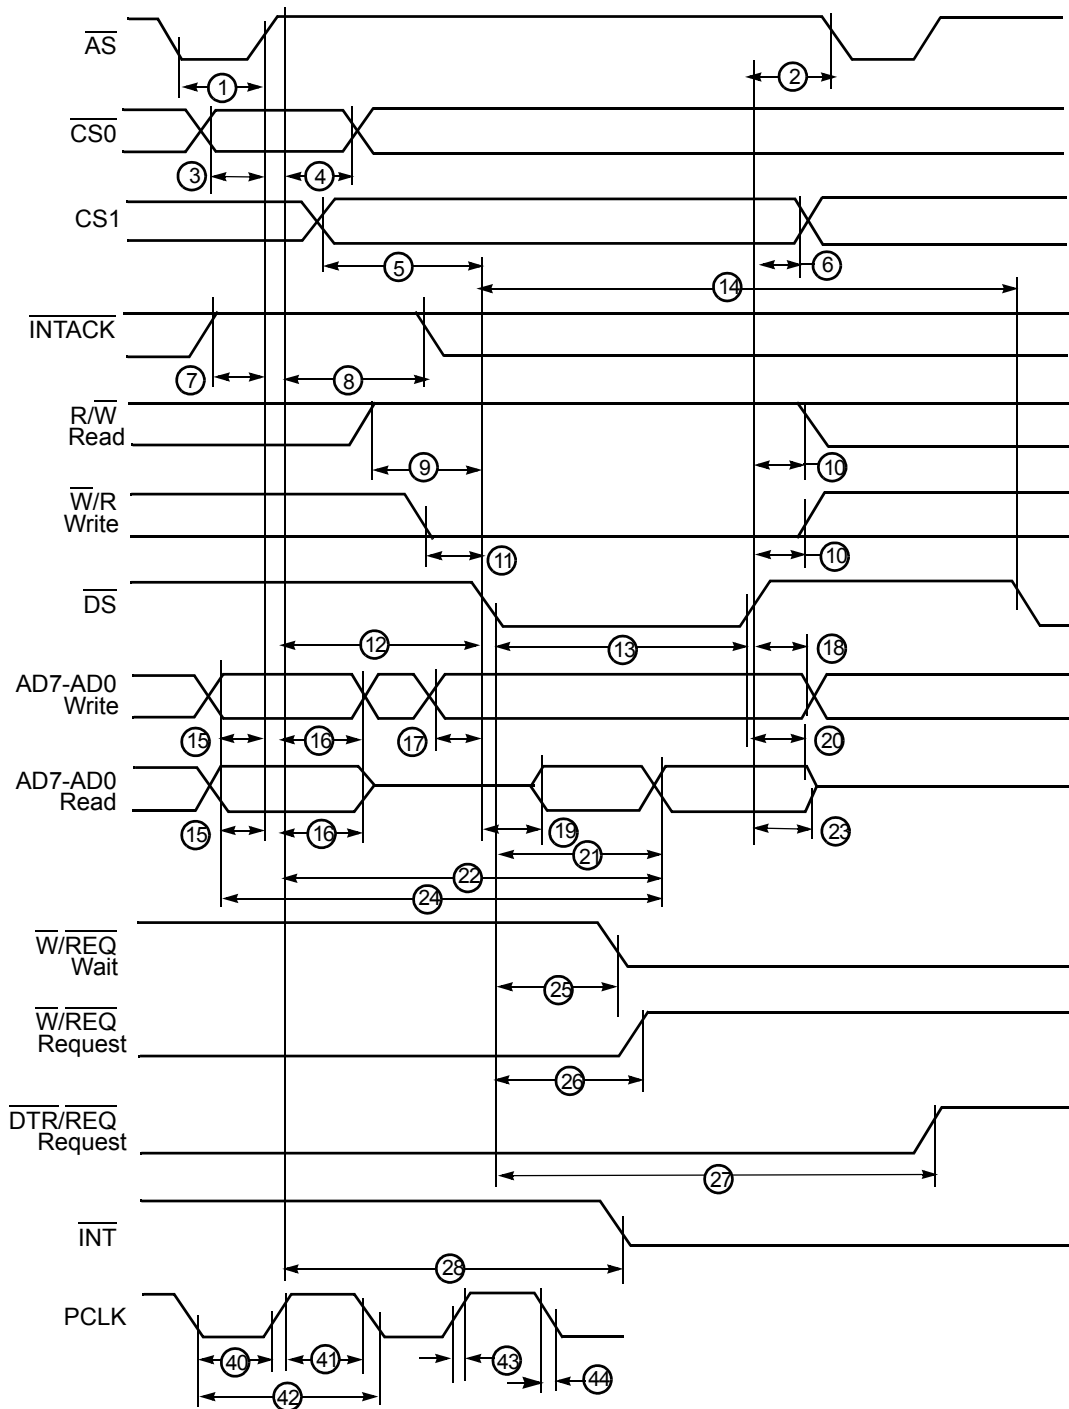 AS
1
2
CS0
3
4
CS1
5
6
14
INTACK
7
8
R/W
Read
9
10
W/R
Write
11
10
DS
12
13
18
AD7-AD0
Write
15
16
17
20
AD7-AD0
Read
15
16
19
23
21
22
24
W/REQ
Wait
25
W/REQ
Request
26
DTR/REQ
Request
27
INT
28
PCLK
40
41
43
44
42